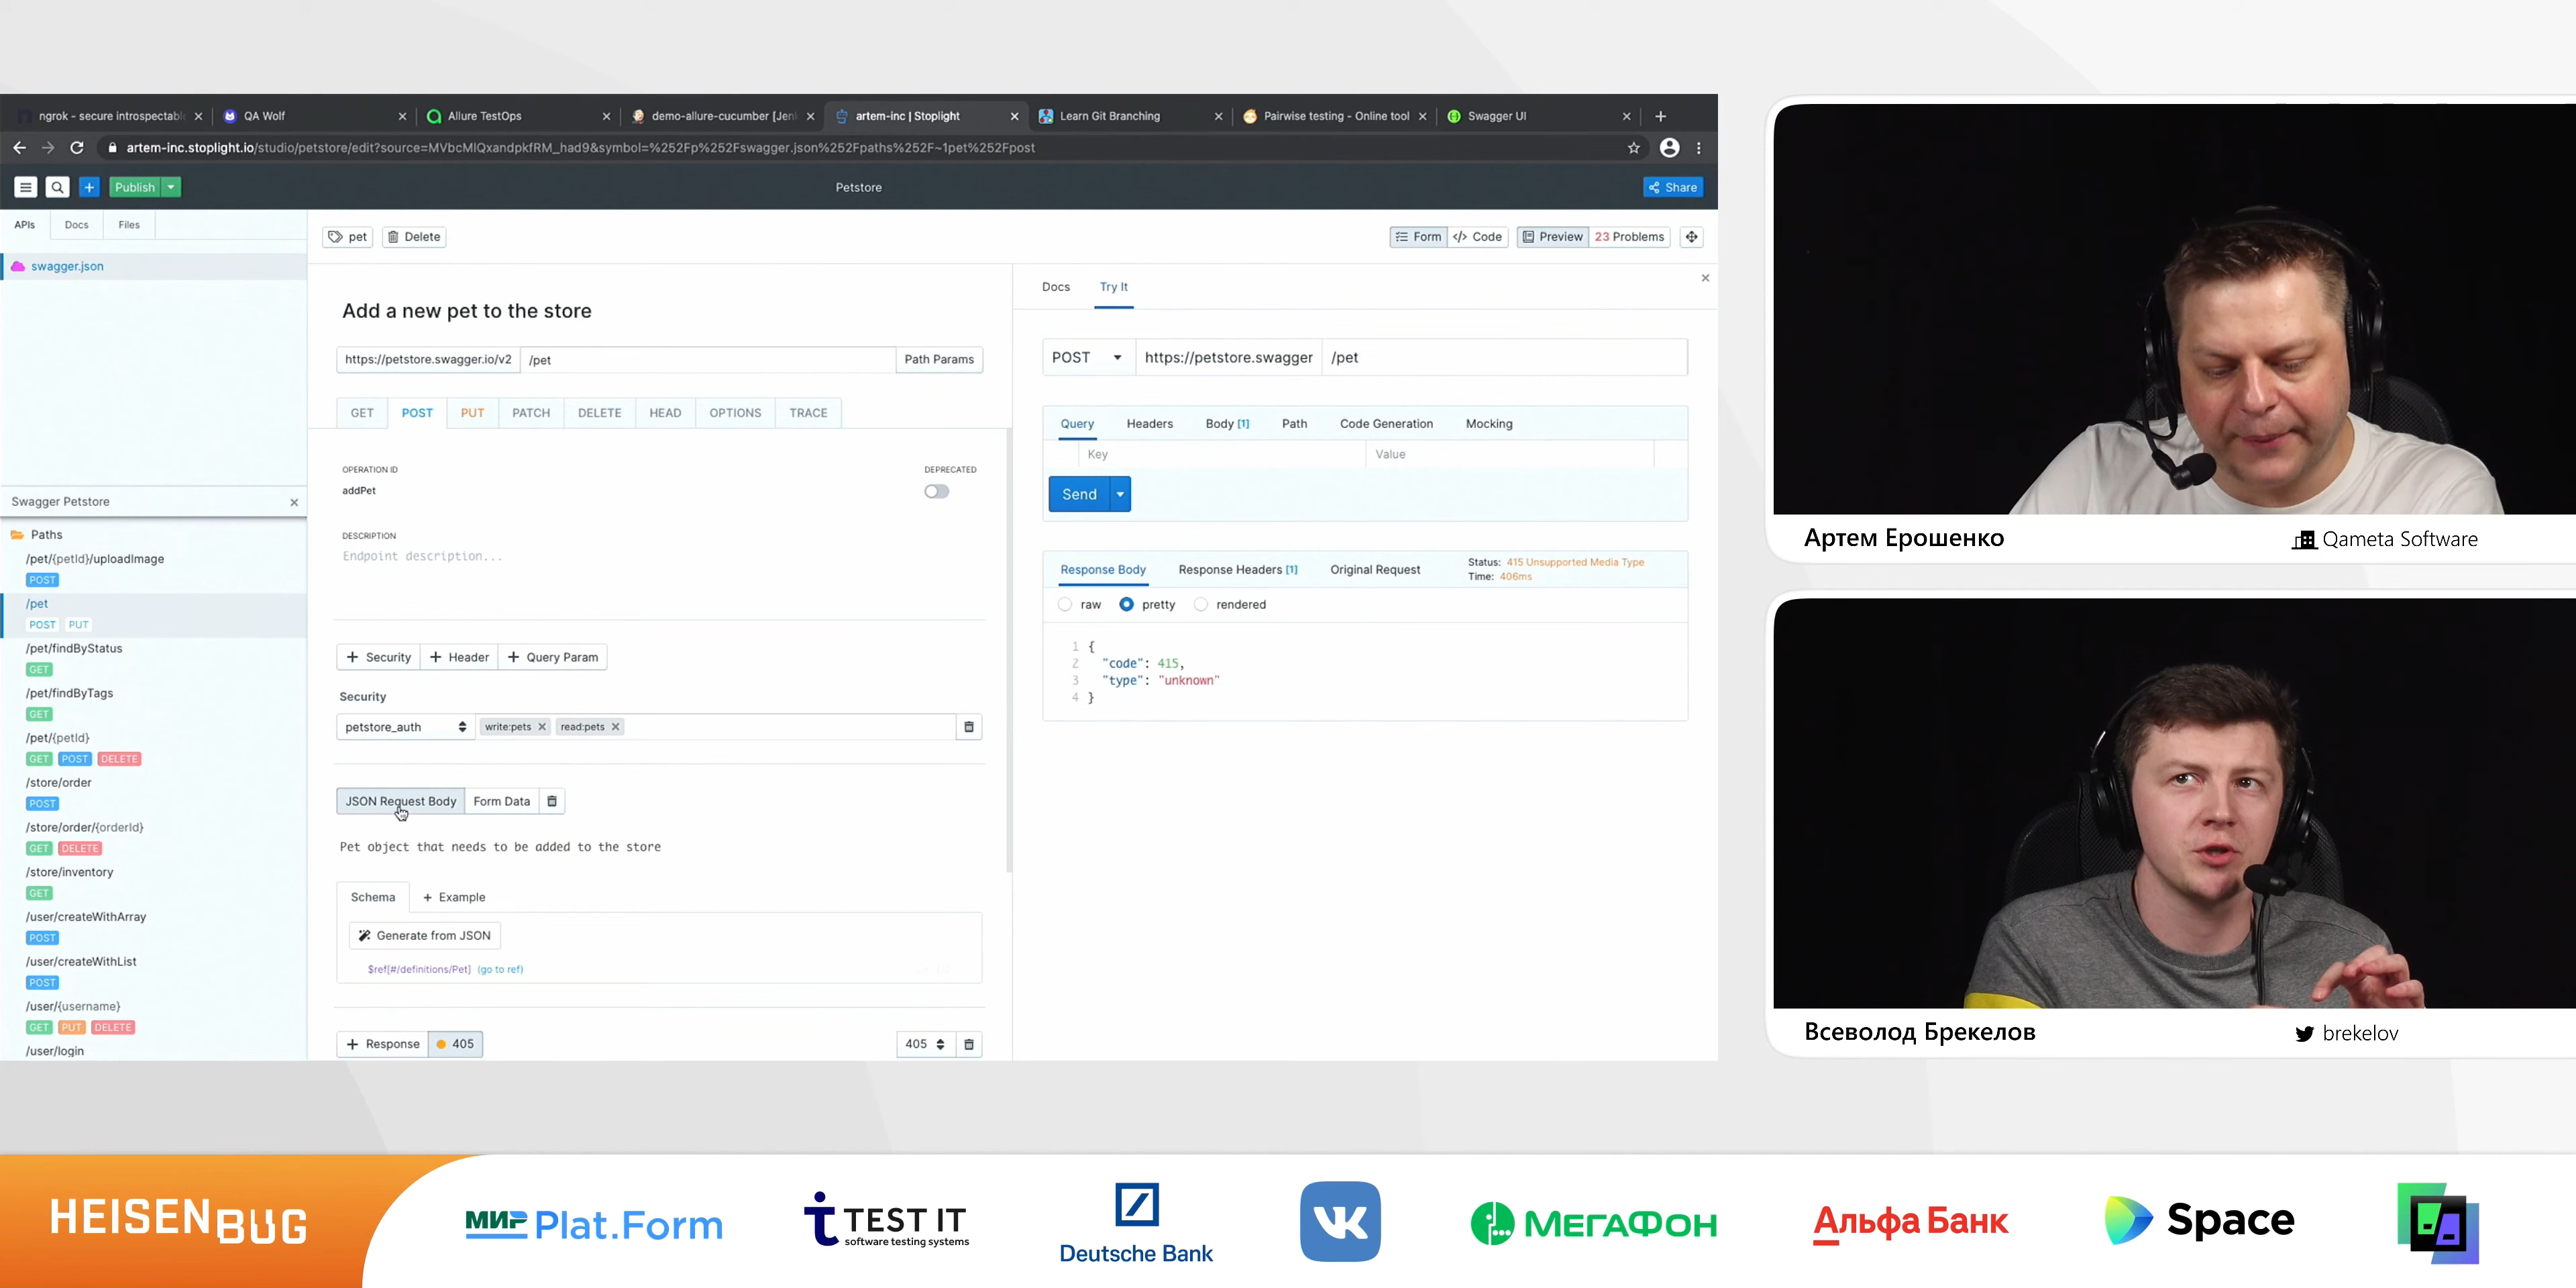 ngrok - secure introspectabl
QA Wolf
Allure TestOps
demo-allure-cucumber [Jen
artem-inc | Stoplight
Learn Git Branching
Pairwise testing - Online tool
Swagger UI
artem-inc.stoplight.io/studio/petstore/edit?source=MVbcMlQxandpkfRM_had9&symbol=%252Fp%252Fswagger.json%252Fpaths%252F~1pet%252Fpost
Publish
Petstore
Share
APIs
Docs
Files
pet
Delete
Form
Code
Preview
23 Problems
swagger.json
Swagger Petstore
Paths
/pet/{petId}/uploadImage
POST
/pet
POST PUT
/pet/findByStatus
GET
/pet/findByTags
GET
/pet/{petId}
GET POST DELETE
/store/order
POST
/store/order/{orderId}
GET DELETE
/store/inventory
GET
/user/createWithArray
POST
/user/createWithList
POST
/user/{username}
GET PUT DELETE
/user/login
Add a new pet to the store
https://petstore.swagger.io/v2 /pet Path Params
GET POST PUT PATCH DELETE HEAD OPTIONS TRACE
OPERATION ID
DEPRECATED
addPet
DESCRIPTION
Endpoint description...
+ Security + Header + Query Param
Security
petstore_auth write:pets read:pets
JSON Request Body Form Data
Pet object that needs to be added to the store
Schema + Example
Generate from JSON
$ref[#/definitions/Pet] (go to ref)
+ Response 405 405
Docs Try It
POST https://petstore.swagger /pet
Query Headers Body [1] Path Code Generation Mocking
Key Value
Send
Response Body Response Headers [1] Original Request
Status: 415 Unsupported Media Type
Time: 406ms
raw pretty rendered
1 {
2 "code": 415,
3 "type": "unknown"
4 }
Артем Ерошенко
Qameta Software
Всеволод Брекелов
brekelov
HEISENBUG
МИР Plat.Form
TEST IT
software testing systems
Deutsche Bank
VK
МЕГАФОН
Альфа Банк
Space